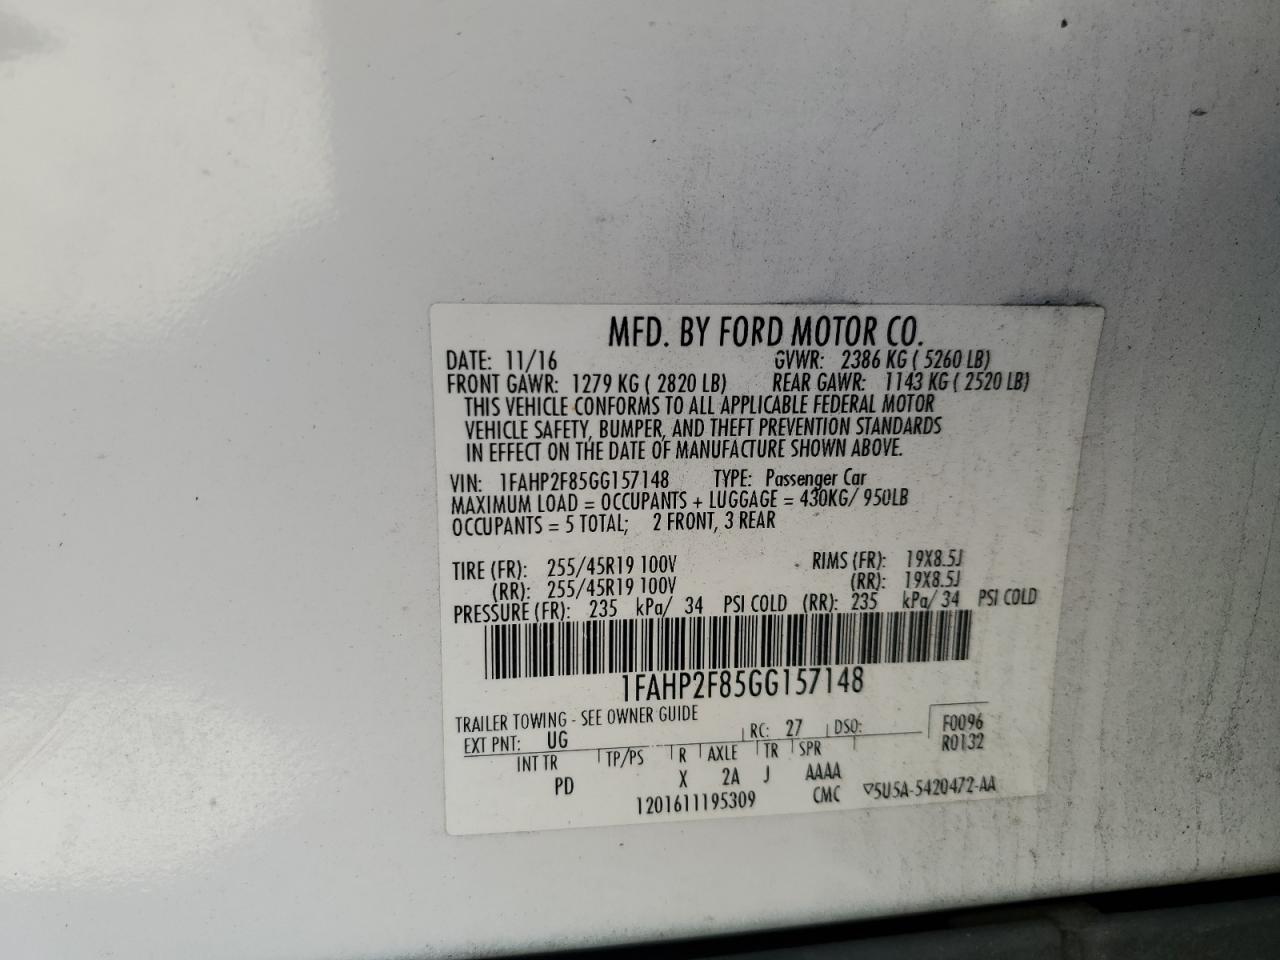 MFD. BY FORD MOTOR CO.
DATE: 11/16 GVWR: 2386 KG ( 5260 LB)
FRONT GAWR: 1279 KG ( 2820 LB) REAR GAWR: 1143 KG ( 2520 LB)
THIS VEHICLE CONFORMS TO ALL APPLICABLE FEDERAL MOTOR
VEHICLE SAFETY, BUMPER, AND THEFT PREVENTION STANDARDS
IN EFFECT ON THE DATE OF MANUFACTURE SHOWN ABOVE.
VIN: 1FAHP2F85GG157148 TYPE: Passenger Car
MAXIMUM LOAD = OCCUPANTS + LUGGAGE = 430KG/ 950LB
OCCUPANTS = 5 TOTAL; 2 FRONT, 3 REAR
TIRE (FR): 255/45R19 100V RIMS (FR): 19X8.5J
(RR): 255/45R19 100V (RR): 19X8.5J
PRESSURE (FR): 235 kPa/ 34 PSI COLD (RR): 235 kPa/ 34 PSI COLD
1FAHP2F85GG157148
TRAILER TOWING - SEE OWNER GUIDE
EXT PNT: UG RC: 27 DSO: F0096
R0132
INT TR TP/PS R AXLE TR SPR
PD X 2A J AAAA
1201611195309 CMC ▽5U5A-5420472-AA